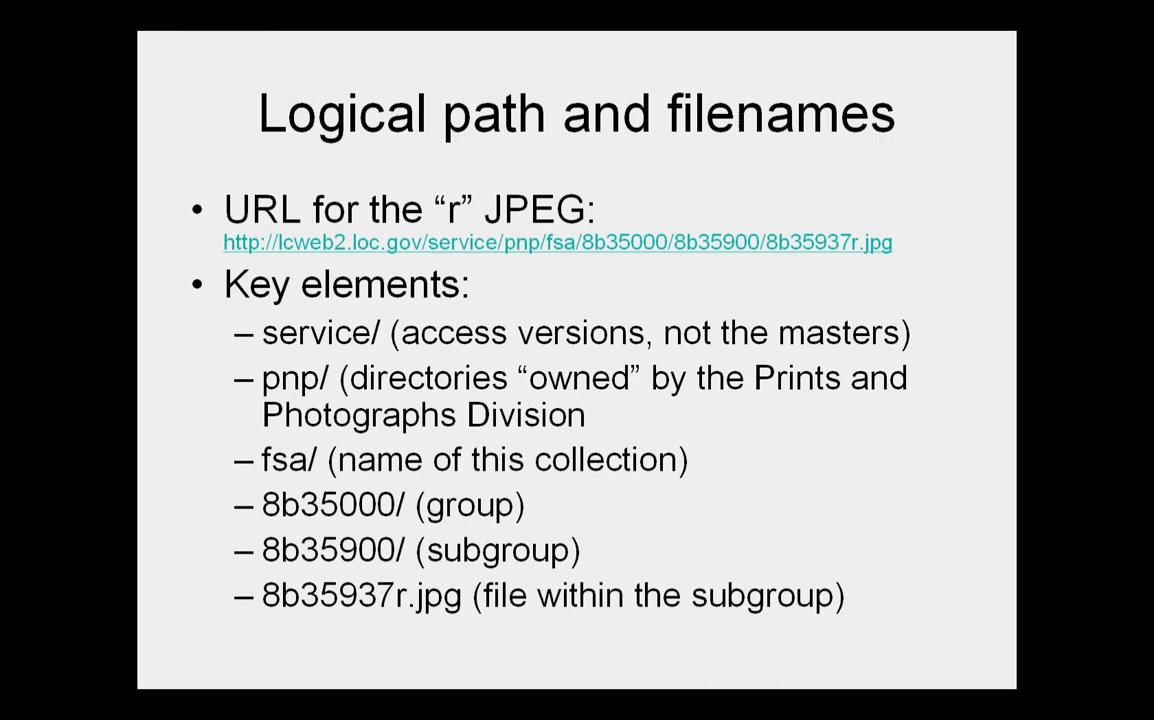 Logical path and filenames
• URL for the “r” JPEG:
http://lcweb2.loc.gov/service/pnp/fsa/8b35000/8b35900/8b35937r.jpg
• Key elements:
– service/ (access versions, not the masters)
– pnp/ (directories “owned” by the Prints and
Photographs Division
– fsa/ (name of this collection)
– 8b35000/ (group)
– 8b35900/ (subgroup)
– 8b35937r.jpg (file within the subgroup)